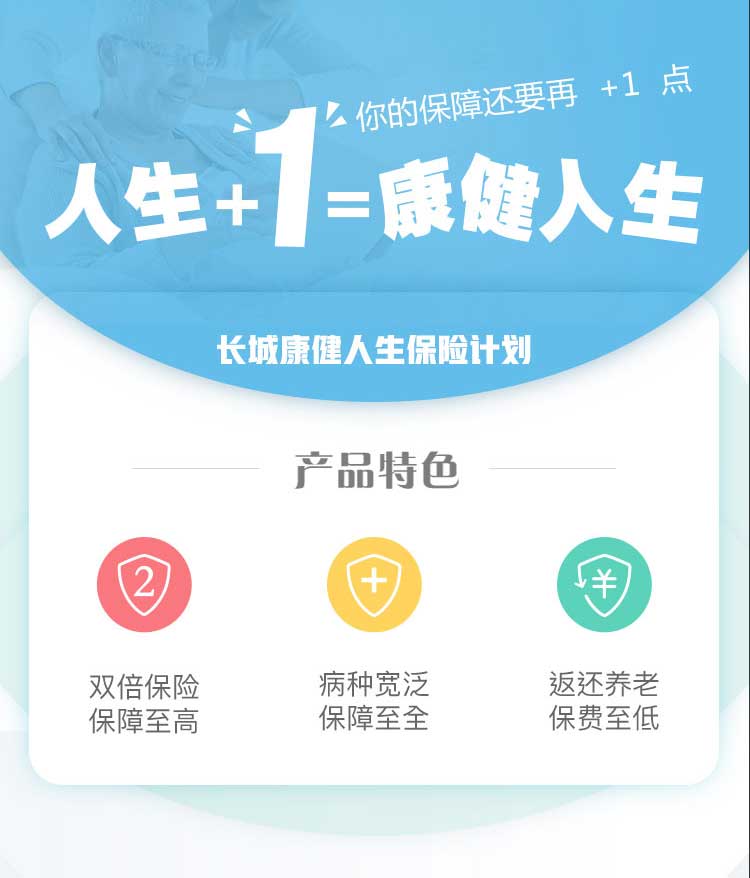 你的保障还要再 +1 点
人生+1=康健人生
长城康健人生保险计划
产品特色
2
双倍保险
保障至高
病种宽泛
保障至全
¥
返还养老
保费至低